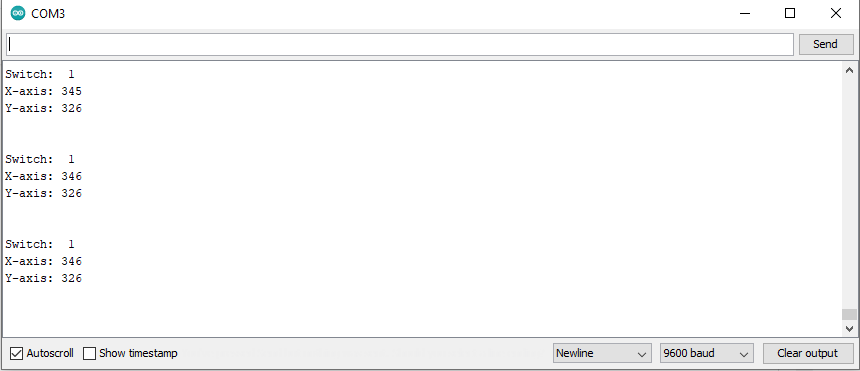 COM3
Send
Switch:  1
X-axis: 345
Y-axis: 326
Switch:  1
X-axis: 346
Y-axis: 326
Switch:  1
X-axis: 346
Y-axis: 326
Autoscroll Show timestamp Newline 9600 baud Clear output